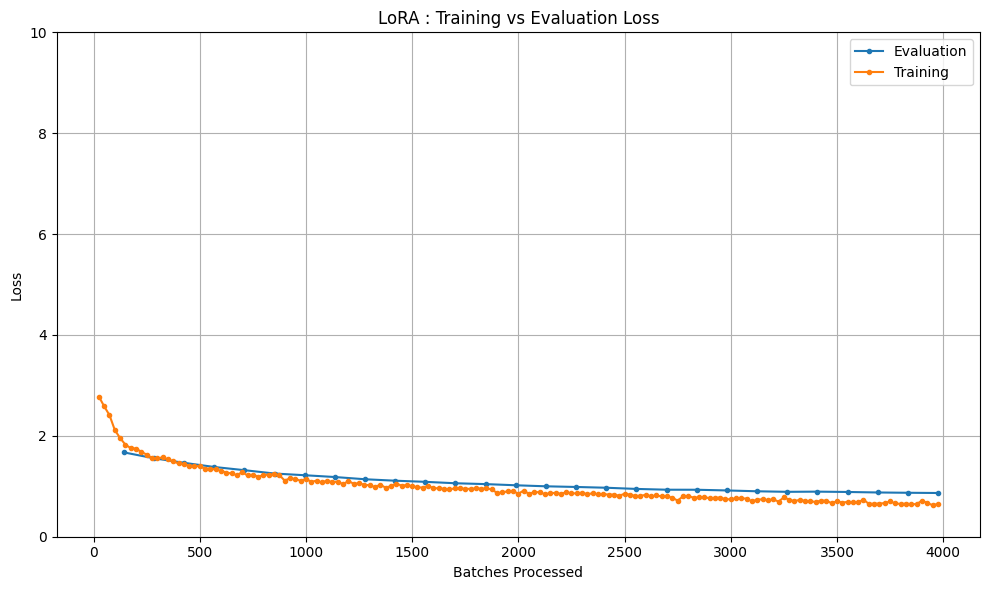 LoRA : Training vs Evaluation Loss
Evaluation
Training
Loss
10
8
6
4
2
0
0 500 1000 1500 2000 2500 3000 3500 4000
Batches Processed